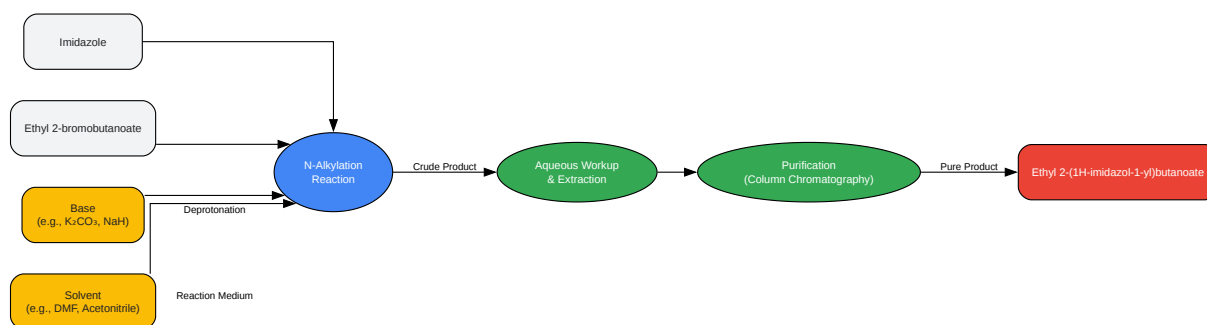 Imidazole
Ethyl 2-bromobutanoate
N-Alkylation
Reaction
Crude Product
Aqueous Workup
& Extraction
Purification
(Column Chromatography)
Pure Product
Ethyl 2-(1H-imidazol-1-yl)butanoate
Base
(e.g., K₂CO₃, NaH)
Deprotonation
Solvent
(e.g., DMF, Acetonitrile)
Reaction Medium